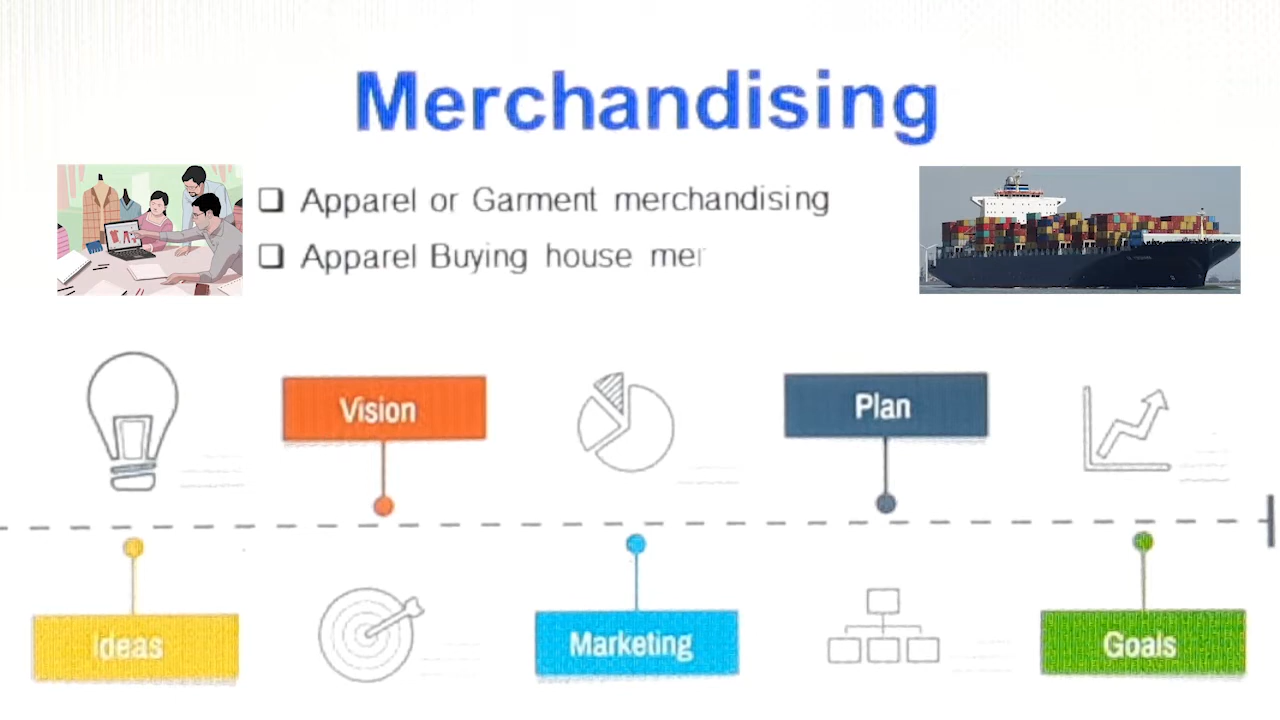 Merchandising
Apparel or Garment merchandising
Apparel Buying house mer
Vision
Plan
Ideas
Marketing
Goals